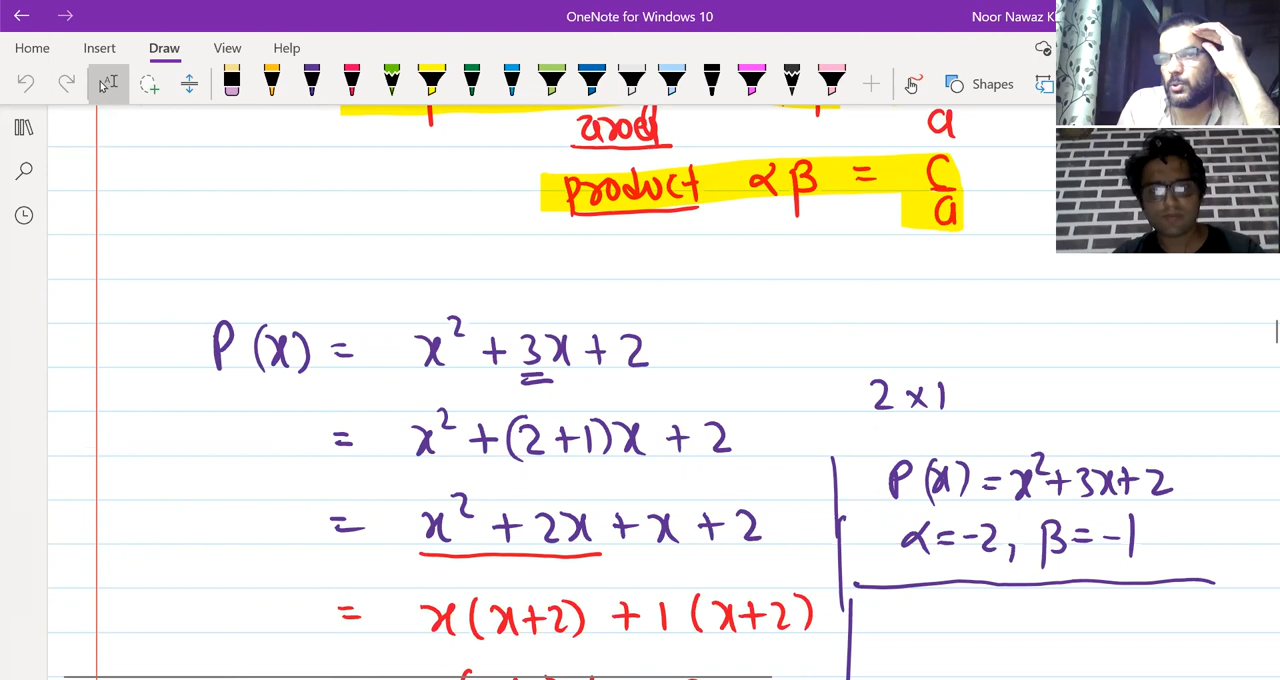 OneNote for Windows 10
Noor Nawaz K
Home Insert Draw View Help
Shapes
a
product αβ = c/a
P(x) = x² + 3x + 2
= x² + (2+1)x + 2
2 × 1
= x² + 2x + x + 2
P(x) = x² + 3x + 2
α = -2, β = -1
= x(x+2) + 1(x+2)